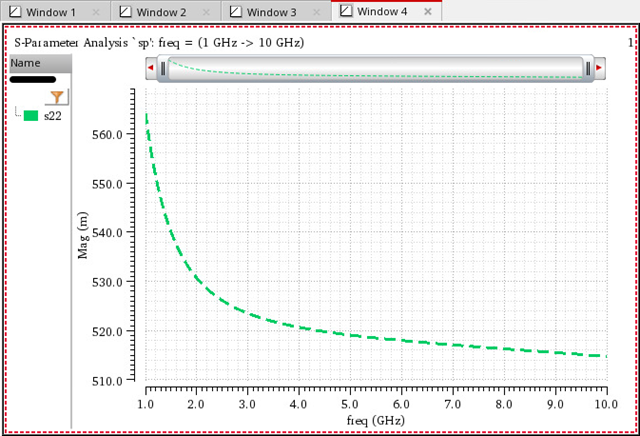 Window 1
Window 2
Window 3
Window 4
S-Parameter Analysis `sp': freq = (1 GHz -> 10 GHz)
1
Name
s22
Mag (m)
560.0
550.0
540.0
530.0
520.0
510.0
1.0 2.0 3.0 4.0 5.0 6.0 7.0 8.0 9.0 10.0
freq (GHz)